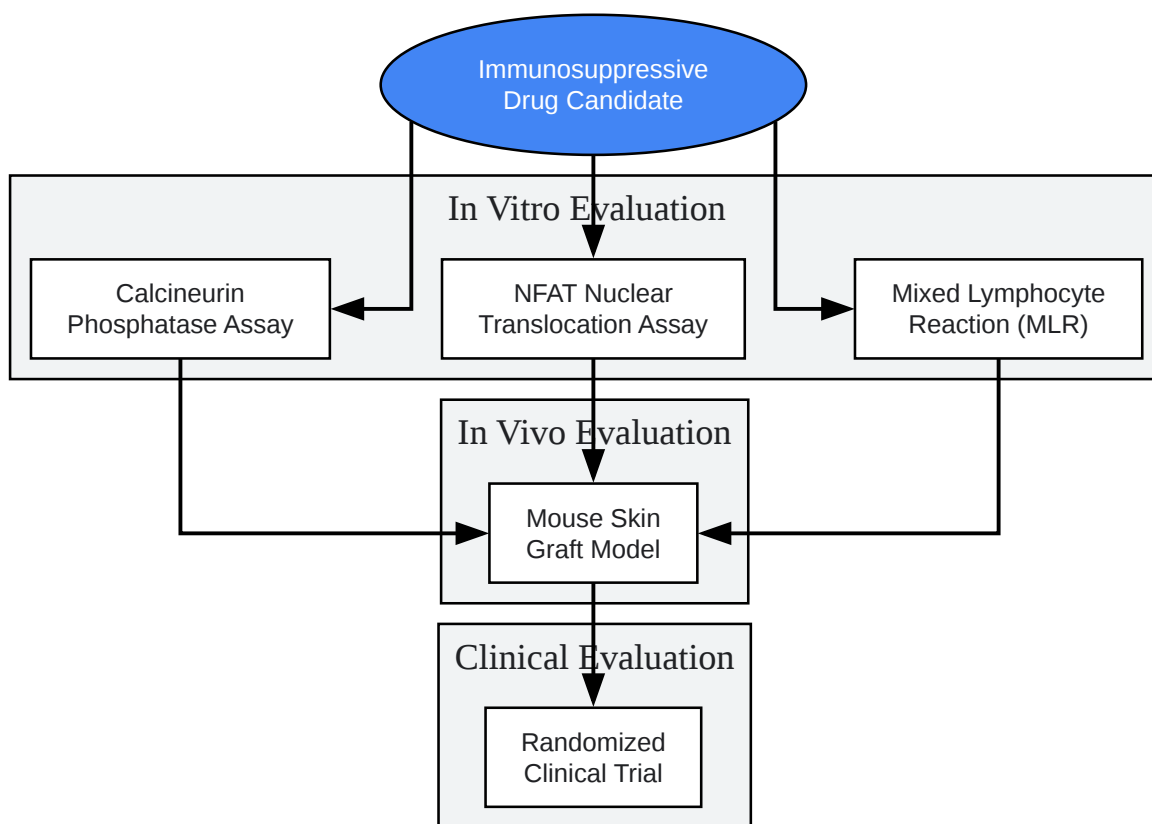 Immunosuppressive
Drug Candidate
In Vitro Evaluation
Calcineurin
Phosphatase Assay
NFAT Nuclear
Translocation Assay
Mixed Lymphocyte
Reaction (MLR)
In Vivo Evaluation
Mouse Skin
Graft Model
Clinical Evaluation
Randomized
Clinical Trial